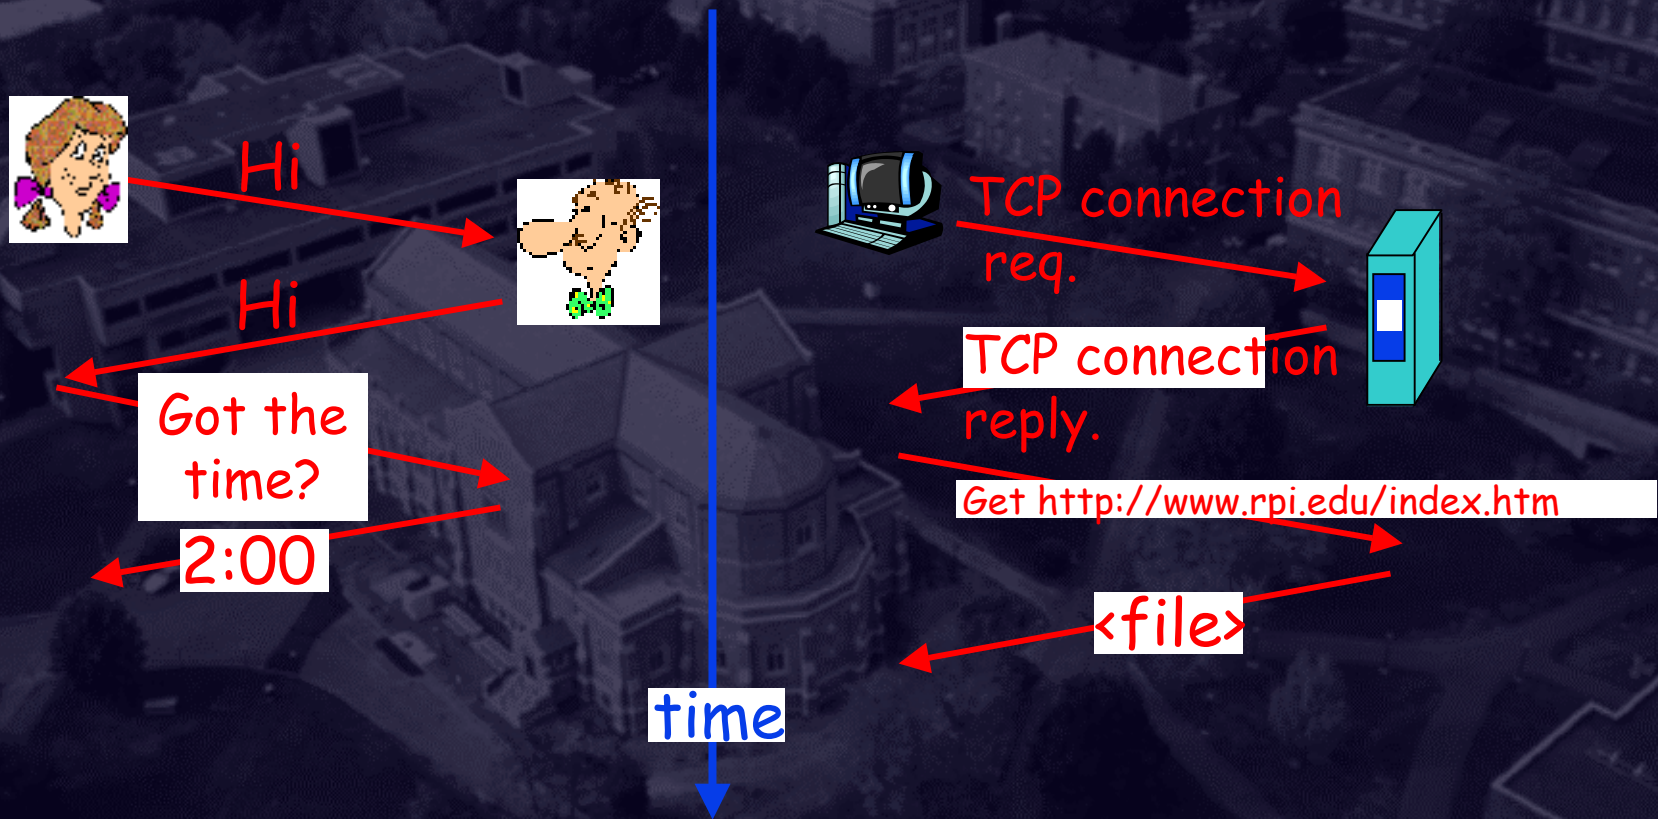 Hi
Hi
Got the
time?
2:00
time
TCP connection
req.
TCP connection
reply.
Get http://www.rpi.edu/index.htm
<file>